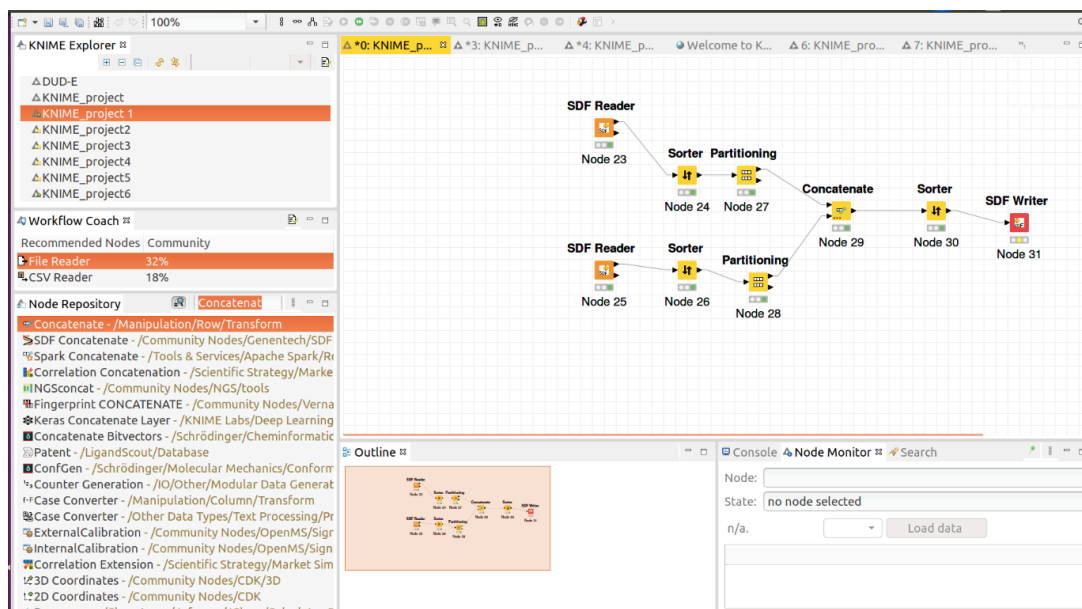 100%
KNIME Explorer
DUD-E
KNIME_project
KNIME_project 1
KNIME_project2
KNIME_project3
KNIME_project4
KNIME_project5
KNIME_project6
Workflow Coach
Recommended Nodes Community
File Reader 32%
CSV Reader 18%
Node Repository Concatenat
Concatenate - /Manipulation/Row/Transform
SDF Concatenate - /Community Nodes/Genentech/SDF
Spark Concatenate - /Tools & Services/Apache Spark/Ro
Correlation Concatenation - /Scientific Strategy/Marke
NGSconcat - /Community Nodes/NGS/tools
Fingerprint CONCATENATE - /Community Nodes/Verna
Keras Concatenate Layer - /KNIME Labs/Deep Learning
Concatenate Bitvectors - /Schrödinger/Cheminformatic
Patent - /LigandScout/Database
ConfGen - /Schrödinger/Molecular Mechanics/Conform
Counter Generation - /IO/Other/Modular Data Generat
Case Converter - /Manipulation/Column/Transform
Case Converter - /Other Data Types/Text Processing/Pr
ExternalCalibration - /Community Nodes/OpenMS/Sign
InternalCalibration - /Community Nodes/OpenMS/Sign
Correlation Extension - /Scientific Strategy/Market Sim
3D Coordinates - /Community Nodes/CDK/3D
2D Coordinates - /Community Nodes/CDK
*0: KNIME_p... *3: KNIME_p... *4: KNIME_p... Welcome to K... 6: KNIME_pro... 7: KNIME_pro...
SDF Reader
Node 23
Sorter
Node 24
Partitioning
Node 27
Concatenate
Node 29
Sorter
Node 30
SDF Writer
Node 31
SDF Reader
Node 25
Sorter
Node 26
Partitioning
Node 28
Outline
Console Node Monitor Search
Node:
State: no node selected
n/a. Load data